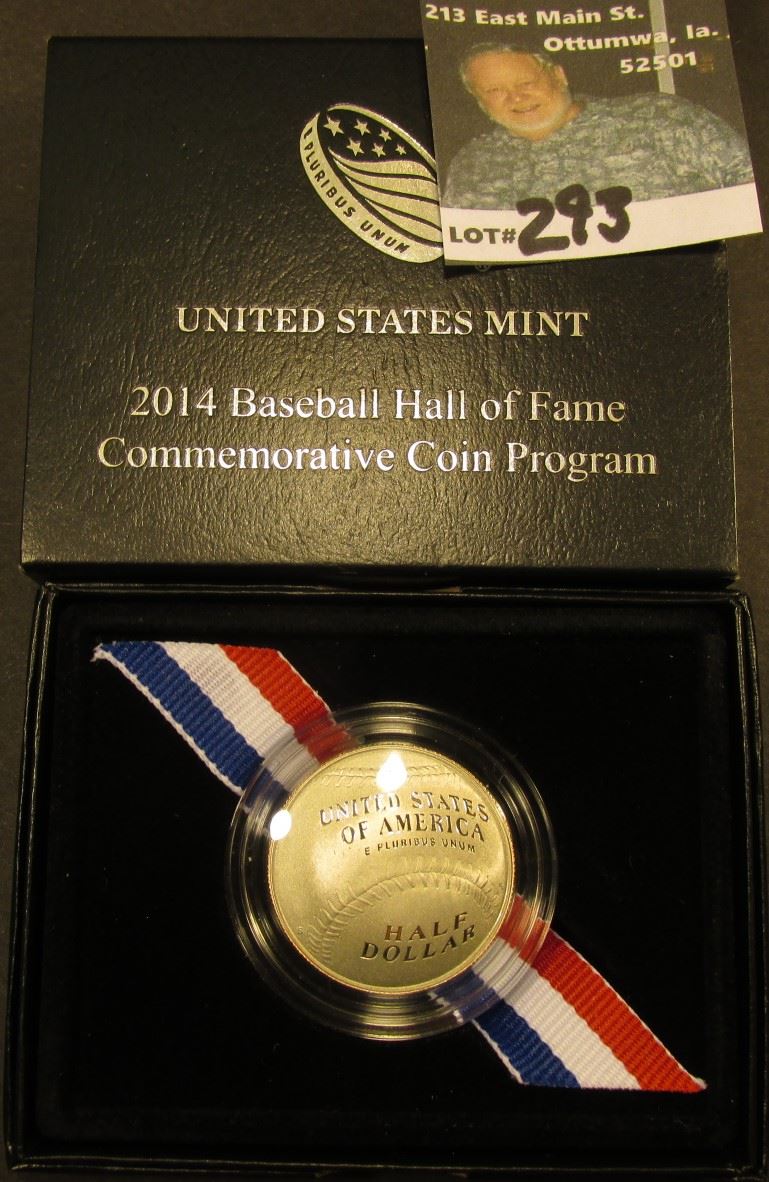 213 East Main St.
Ottumwa, Ia.
52501
LOT# 293
E PLURIBUS UNUM
UNITED STATES MINT
2014 Baseball Hall of Fame
Commemorative Coin Program
UNITED STATES
OF AMERICA
E PLURIBUS UNUM
HALF
DOLLAR
S